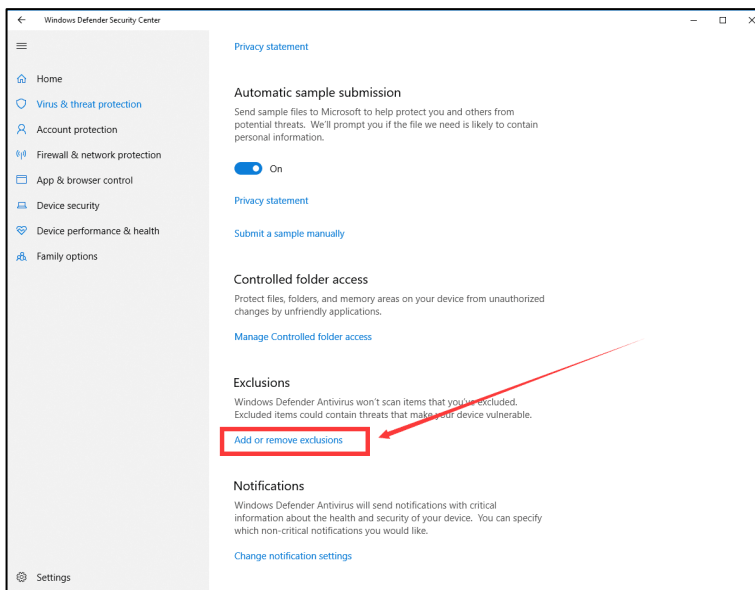 Windows Defender Security Center
Home
Virus & threat protection
Account protection
Firewall & network protection
App & browser control
Device security
Device performance & health
Family options
Settings
Privacy statement
Automatic sample submission
Send sample files to Microsoft to help protect you and others from
potential threats. We'll prompt you if the file we need is likely to contain
personal information.
On
Privacy statement
Submit a sample manually
Controlled folder access
Protect files, folders, and memory areas on your device from unauthorized
changes by unfriendly applications.
Manage Controlled folder access
Exclusions
Windows Defender Antivirus won't scan items that you've excluded.
Excluded items could contain threats that make your device vulnerable.
Add or remove exclusions
Notifications
Windows Defender Antivirus will send notifications with critical
information about the health and security of your device. You can specify
which non-critical notifications you would like.
Change notification settings